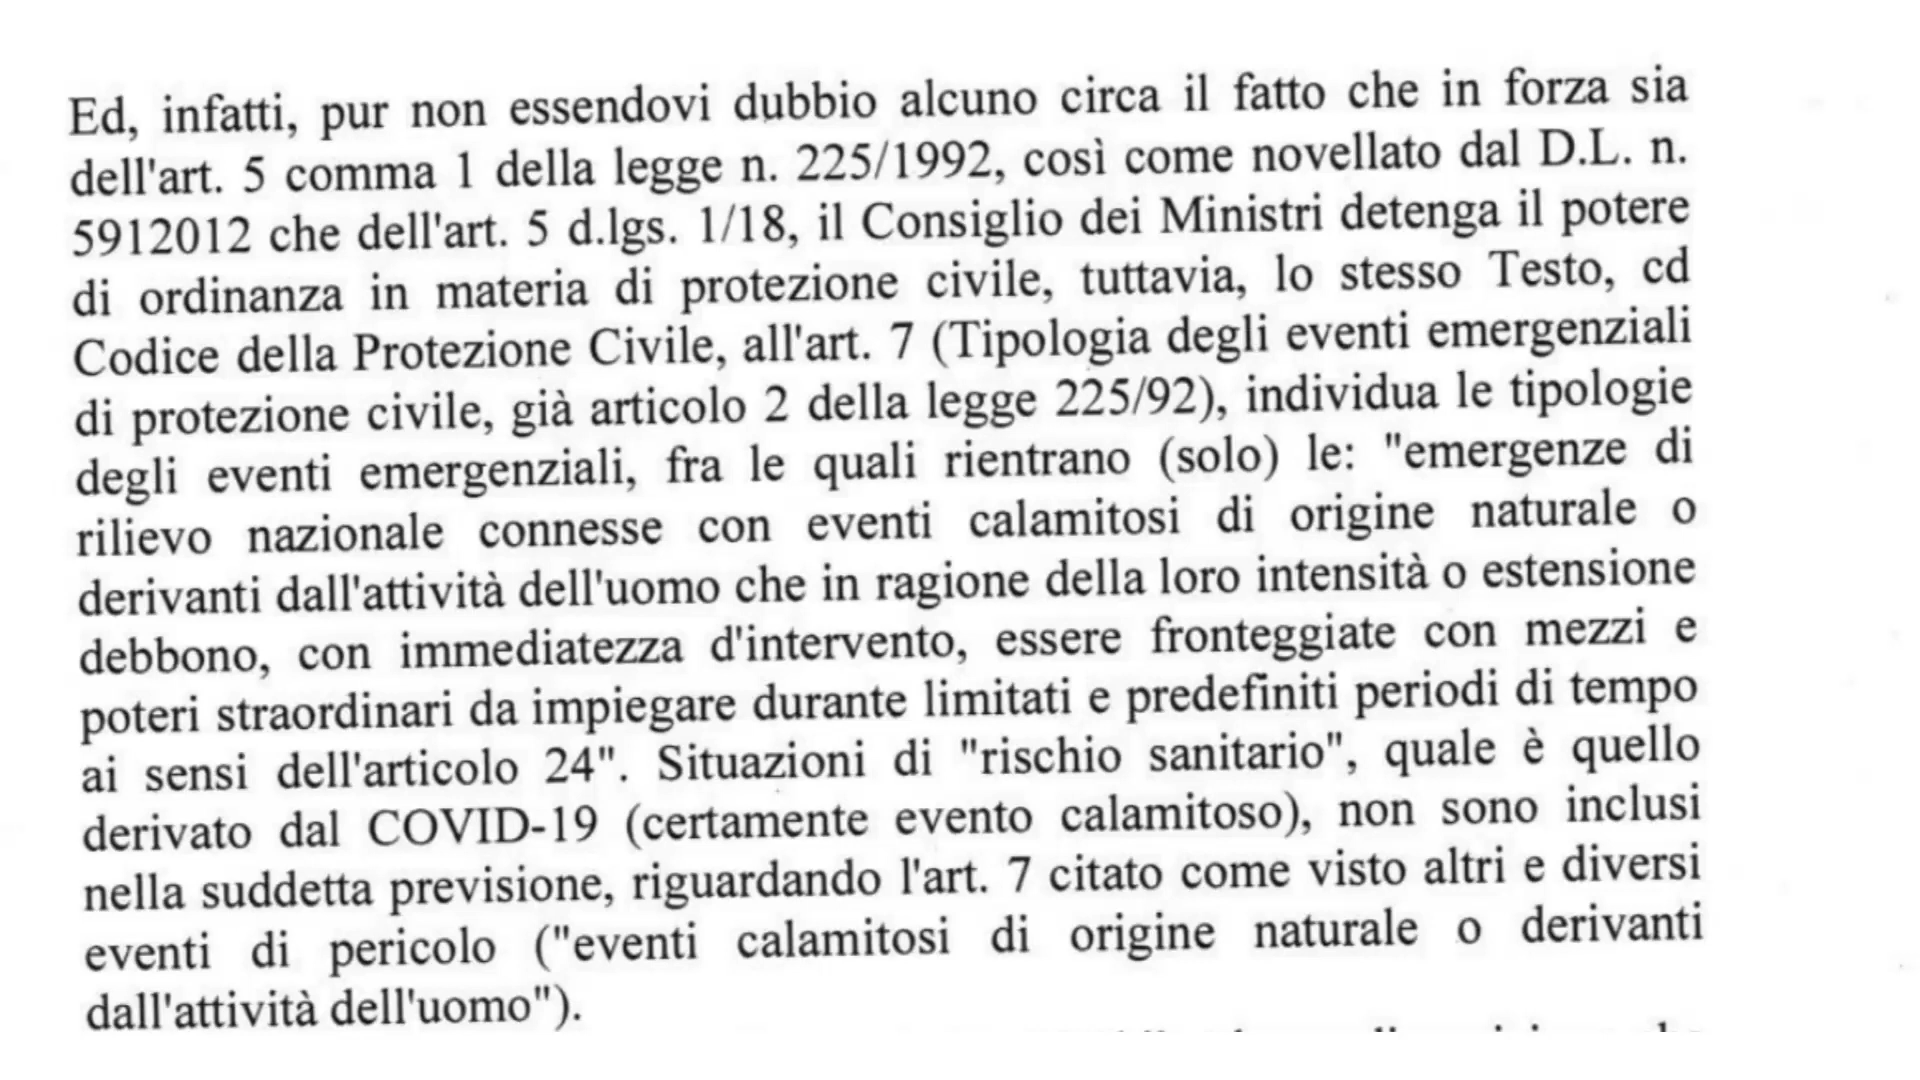 Ed, infatti, pur non essendovi dubbio alcuno circa il fatto che in forza sia
dell'art. 5 comma 1 della legge n. 225/1992, così come novellato dal D.L. n.
5912012 che dell'art. 5 d.lgs. 1/18, il Consiglio dei Ministri detenga il potere
di ordinanza in materia di protezione civile, tuttavia, lo stesso Testo, cd
Codice della Protezione Civile, all'art. 7 (Tipologia degli eventi emergenziali
di protezione civile, già articolo 2 della legge 225/92), individua le tipologie
degli eventi emergenziali, fra le quali rientrano (solo) le: "emergenze di
rilievo nazionale connesse con eventi calamitosi di origine naturale o
derivanti dall'attività dell'uomo che in ragione della loro intensità o estensione
debbono, con immediatezza d'intervento, essere fronteggiate con mezzi e
poteri straordinari da impiegare durante limitati e predefiniti periodi di tempo
ai sensi dell'articolo 24". Situazioni di "rischio sanitario", quale è quello
derivato dal COVID-19 (certamente evento calamitoso), non sono inclusi
nella suddetta previsione, riguardando l'art. 7 citato come visto altri e diversi
eventi di pericolo ("eventi calamitosi di origine naturale o derivanti
dall'attività dell'uomo").